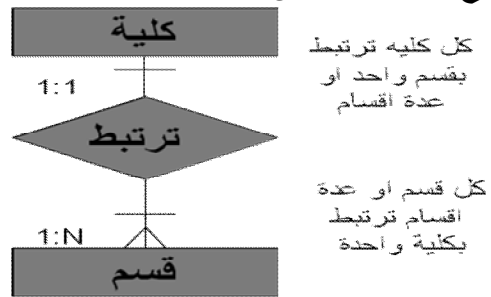 كلية
كل كليه ترتبط
بقسم واحد او
عدة اقسام
1:1
ترتبط
كل قسم او عدة
اقسام ترتبط
بكلية واحدة
1:N
قسم